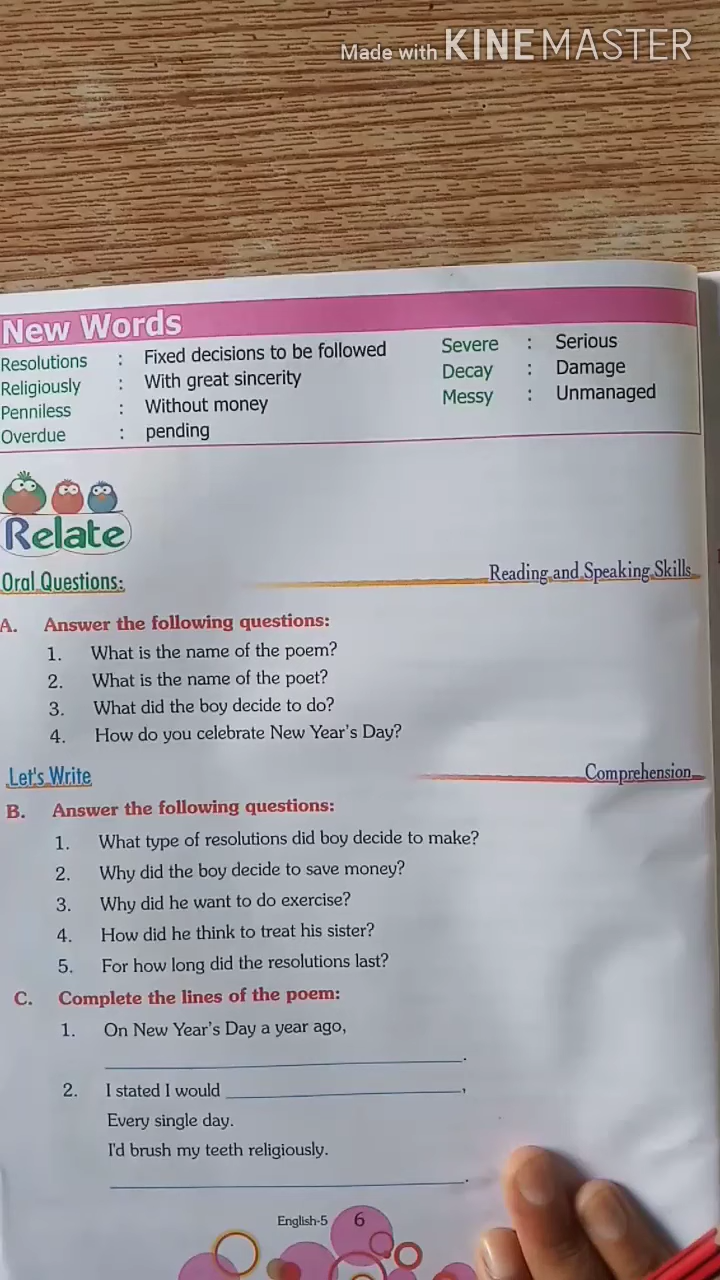 Made with KINEMASTER
New Words
Resolutions : Fixed decisions to be followed
Religiously : With great sincerity
Penniless : Without money
Overdue : pending
Severe : Serious
Decay : Damage
Messy : Unmanaged
Relate
Oral Questions: Reading and Speaking Skills
A. Answer the following questions:
1. What is the name of the poem?
2. What is the name of the poet?
3. What did the boy decide to do?
4. How do you celebrate New Year's Day?
Let's Write Comprehension
B. Answer the following questions:
1. What type of resolutions did boy decide to make?
2. Why did the boy decide to save money?
3. Why did he want to do exercise?
4. How did he think to treat his sister?
5. For how long did the resolutions last?
C. Complete the lines of the poem:
1. On New Year's Day a year ago,
.
2. I stated I would ,
Every single day.
I'd brush my teeth religiously.
.
English-5 6